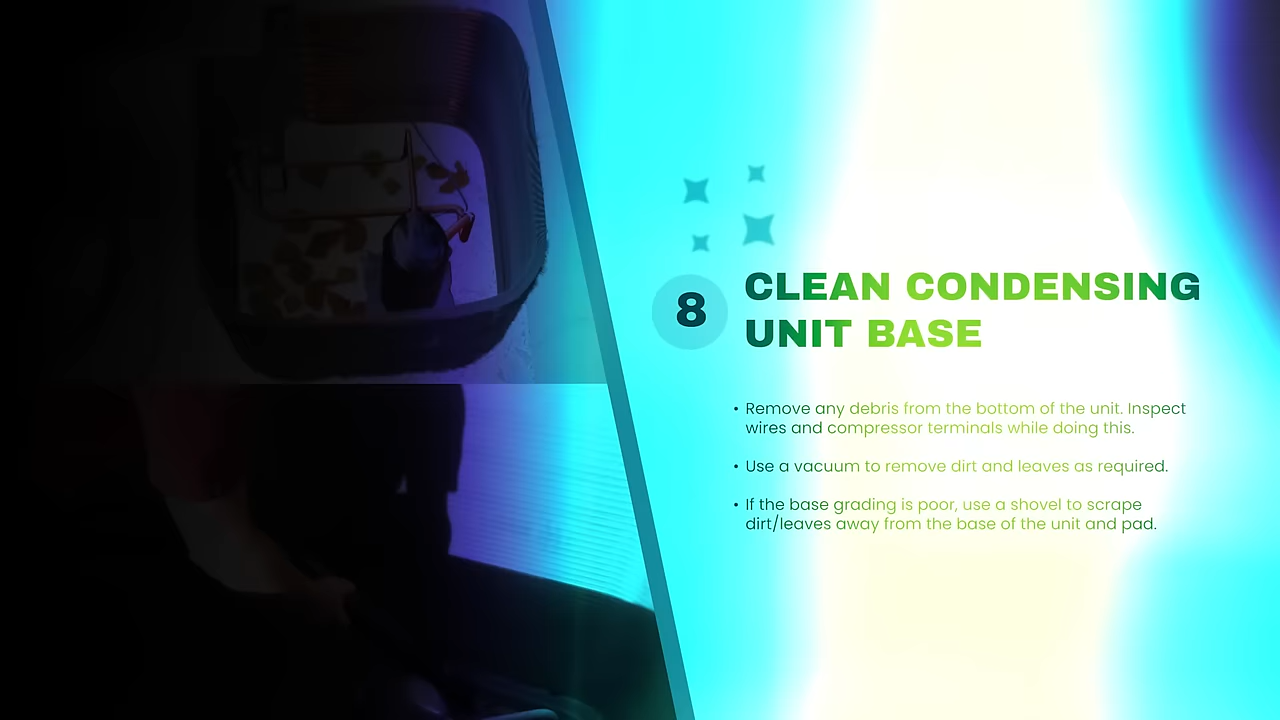 8
CLEAN CONDENSING
UNIT BASE
• Remove any debris from the bottom of the unit. Inspect
wires and compressor terminals while doing this.
• Use a vacuum to remove dirt and leaves as required.
• If the base grading is poor, use a shovel to scrape
dirt/leaves away from the base of the unit and pad.